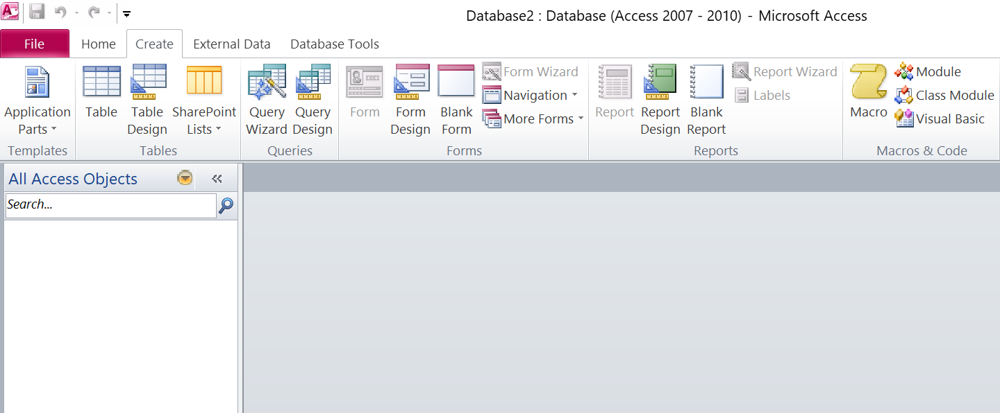 Database2 : Database (Access 2007 - 2010) - Microsoft Access
File Home Create External Data Database Tools
Application Parts
Table
Table Design
SharePoint Lists
Query Wizard
Query Design
Form
Form Design
Blank Form
Form Wizard
Navigation
More Forms
Report
Report Design
Blank Report
Report Wizard
Labels
Macro
Module
Class Module
Visual Basic
Templates Tables Queries Forms Reports Macros & Code
All Access Objects
Search...